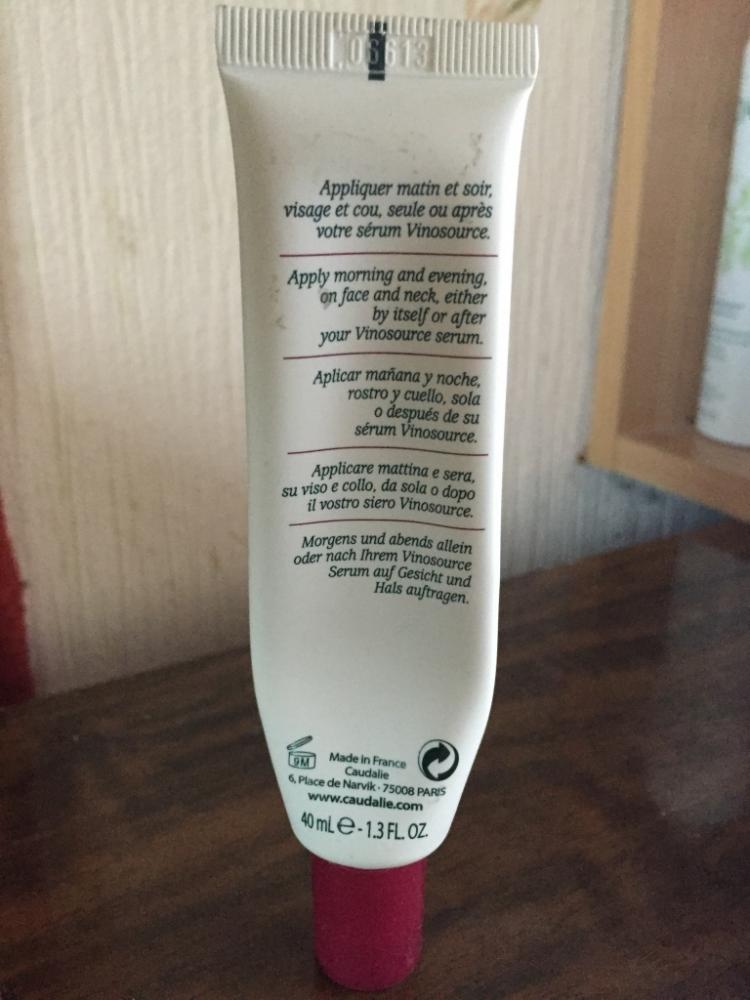 06613
Appliquer matin et soir,
visage et cou, seule ou après
votre sérum Vinosource.
Apply morning and evening,
on face and neck, either
by itself or after
your Vinosource serum.
Aplicar mañana y noche,
rostro y cuello, sola
o después de su
sérum Vinosource.
Applicare mattina e sera,
su viso e collo, da sola o dopo
il vostro siero Vinosource.
Morgens und abends allein
oder nach Ihrem Vinosource
Serum auf Gesicht und
Hals auftragen.
9M
Made in France
Caudalie
6, Place de Narvik · 75008 PARIS
www.caudalie.com
40 mL e - 1.3 FL. OZ.